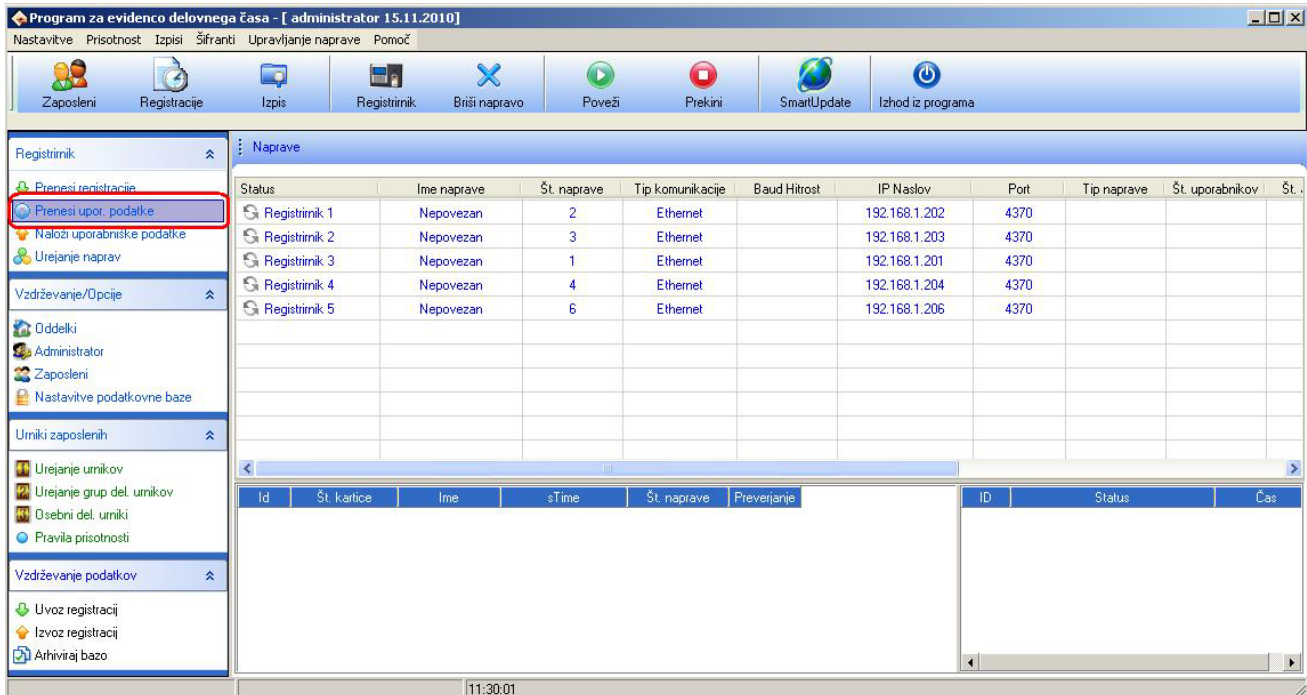 Program za evidenco delovnega časa - [ administrator 15.11.2010]
Nastavitve Prisotnost Izpisi Šifranti Upravljanje naprave Pomoč
Zaposleni Registracije Izpis Registrirnik Briši napravo Poveži Prekini SmartUpdate Izhod iz programa
Registrirnik
Prenesi registracije
Prenesi upor. podatke
Naloži uporabniške podatke
Urejanje naprav
Vzdrževanje/Opcije
Oddelki
Administrator
Zaposleni
Nastavitve podatkovne baze
Urniki zaposlenih
Urejanje urnikov
Urejanje grup del. urnikov
Osebni del. urniki
Pravila prisotnosti
Vzdrževanje podatkov
Uvoz registracij
Izvoz registracij
Arhiviraj bazo
Naprave
Status Ime naprave Št. naprave Tip komunikacije Baud Hitrost IP Naslov Port Tip naprave Št. uporabnikov Št.
Registrirnik 1 Nepovezan 2 Ethernet 192.168.1.202 4370
Registrirnik 2 Nepovezan 3 Ethernet 192.168.1.203 4370
Registrirnik 3 Nepovezan 1 Ethernet 192.168.1.201 4370
Registrirnik 4 Nepovezan 4 Ethernet 192.168.1.204 4370
Registrirnik 5 Nepovezan 6 Ethernet 192.168.1.206 4370
Id Št. kartice Ime sTime Št. naprave Preverjanje
ID Status Čas
11:30:01